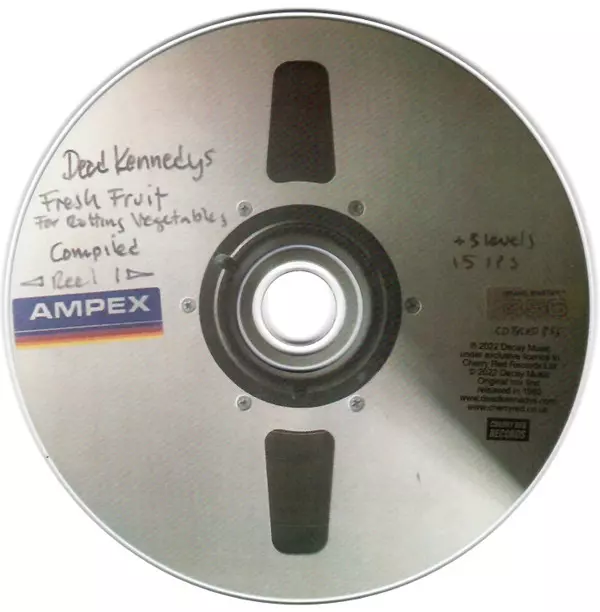 Dead Kennedys
Fresh Fruit
For Rotting Vegetables
Compiled
Reel 1
AMPEX
+3 levels
15 IPS
℗ 2022 Decay Music
under exclusive licence to
Cherry Red Records Ltd
© 2022 Decay Music
Original mix first
released in 1980
www.deadkennedys.com
www.cherryred.co.uk
CHERRY RED
RECORDS